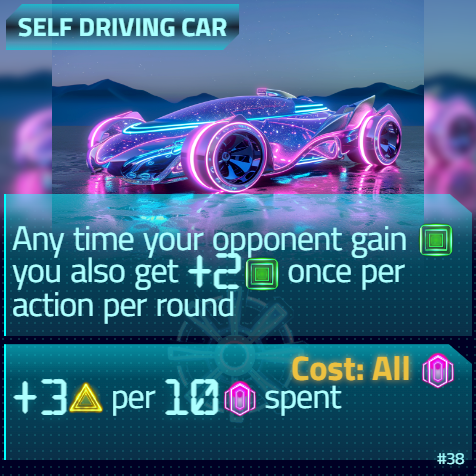 SELF DRIVING CAR
Any time your opponent gain
you also get +2 once per
action per round
Cost: All
+3 per 10 spent
#38